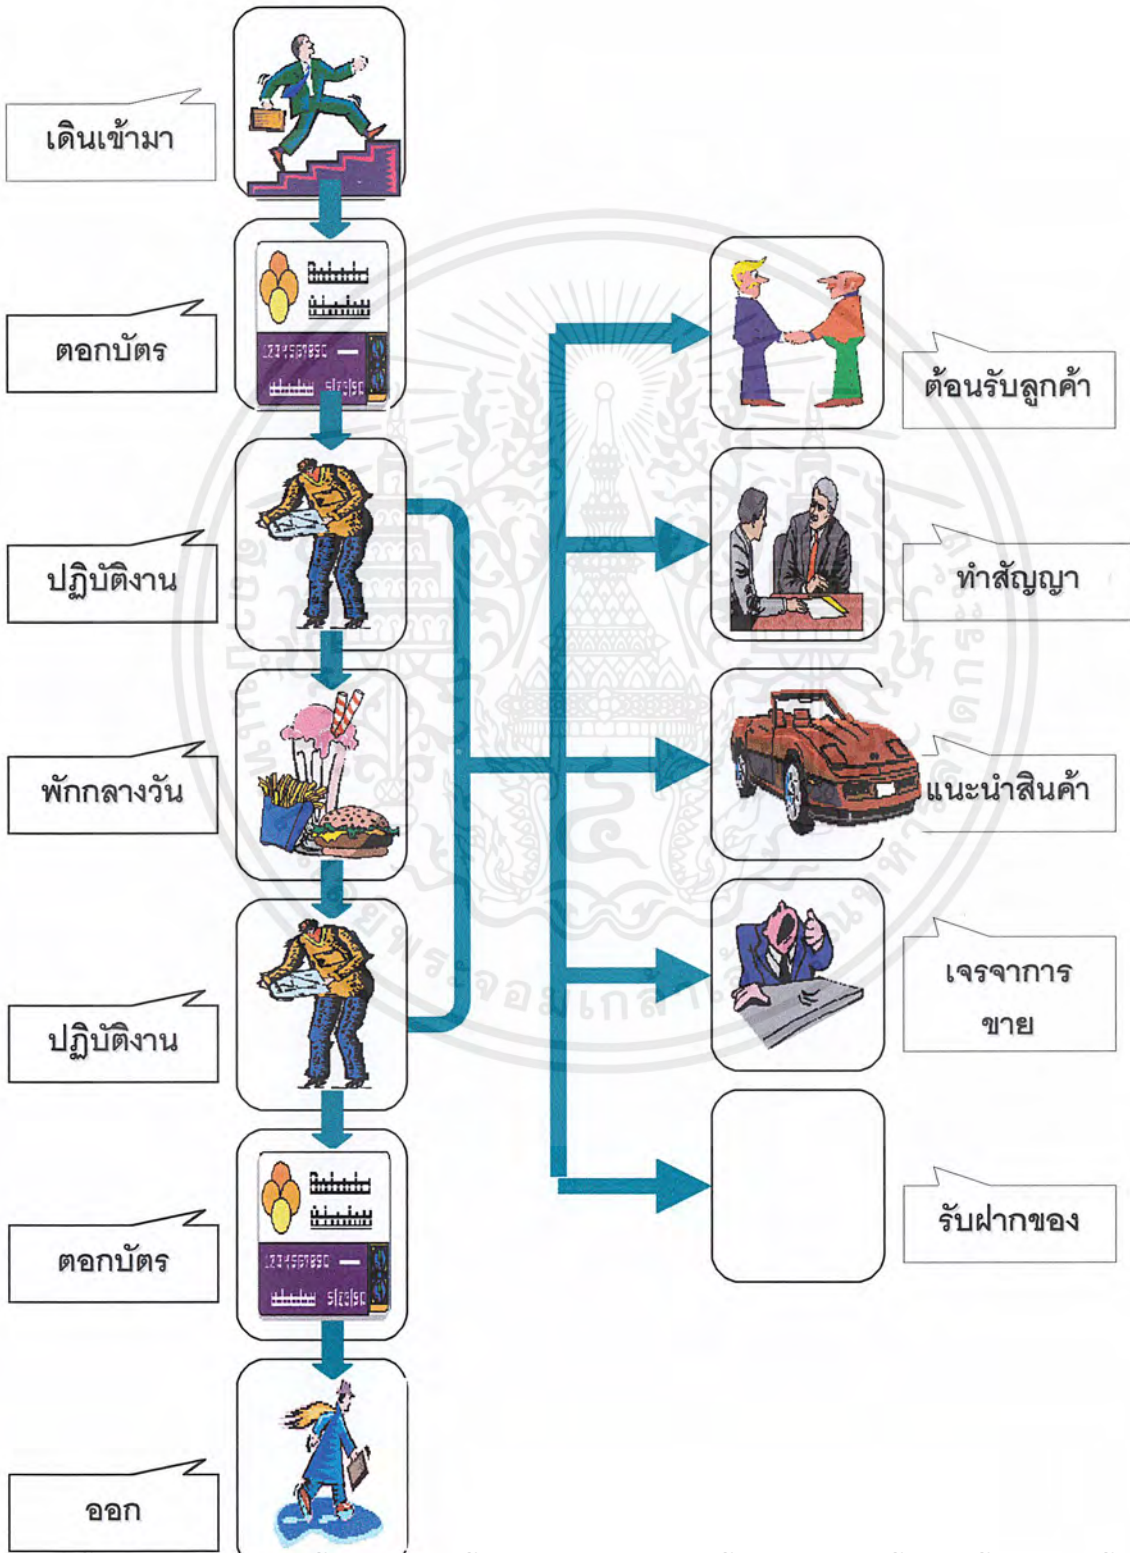 เดินเข้ามา
ตอกบัตร
ปฏิบัติงาน
พักกลางวัน
ปฏิบัติงาน
ตอกบัตร
ออก
ต้อนรับลูกค้า
ทำสัญญา
แนะนำสินค้า
เจรจาการ
ขาย
รับฝากของ